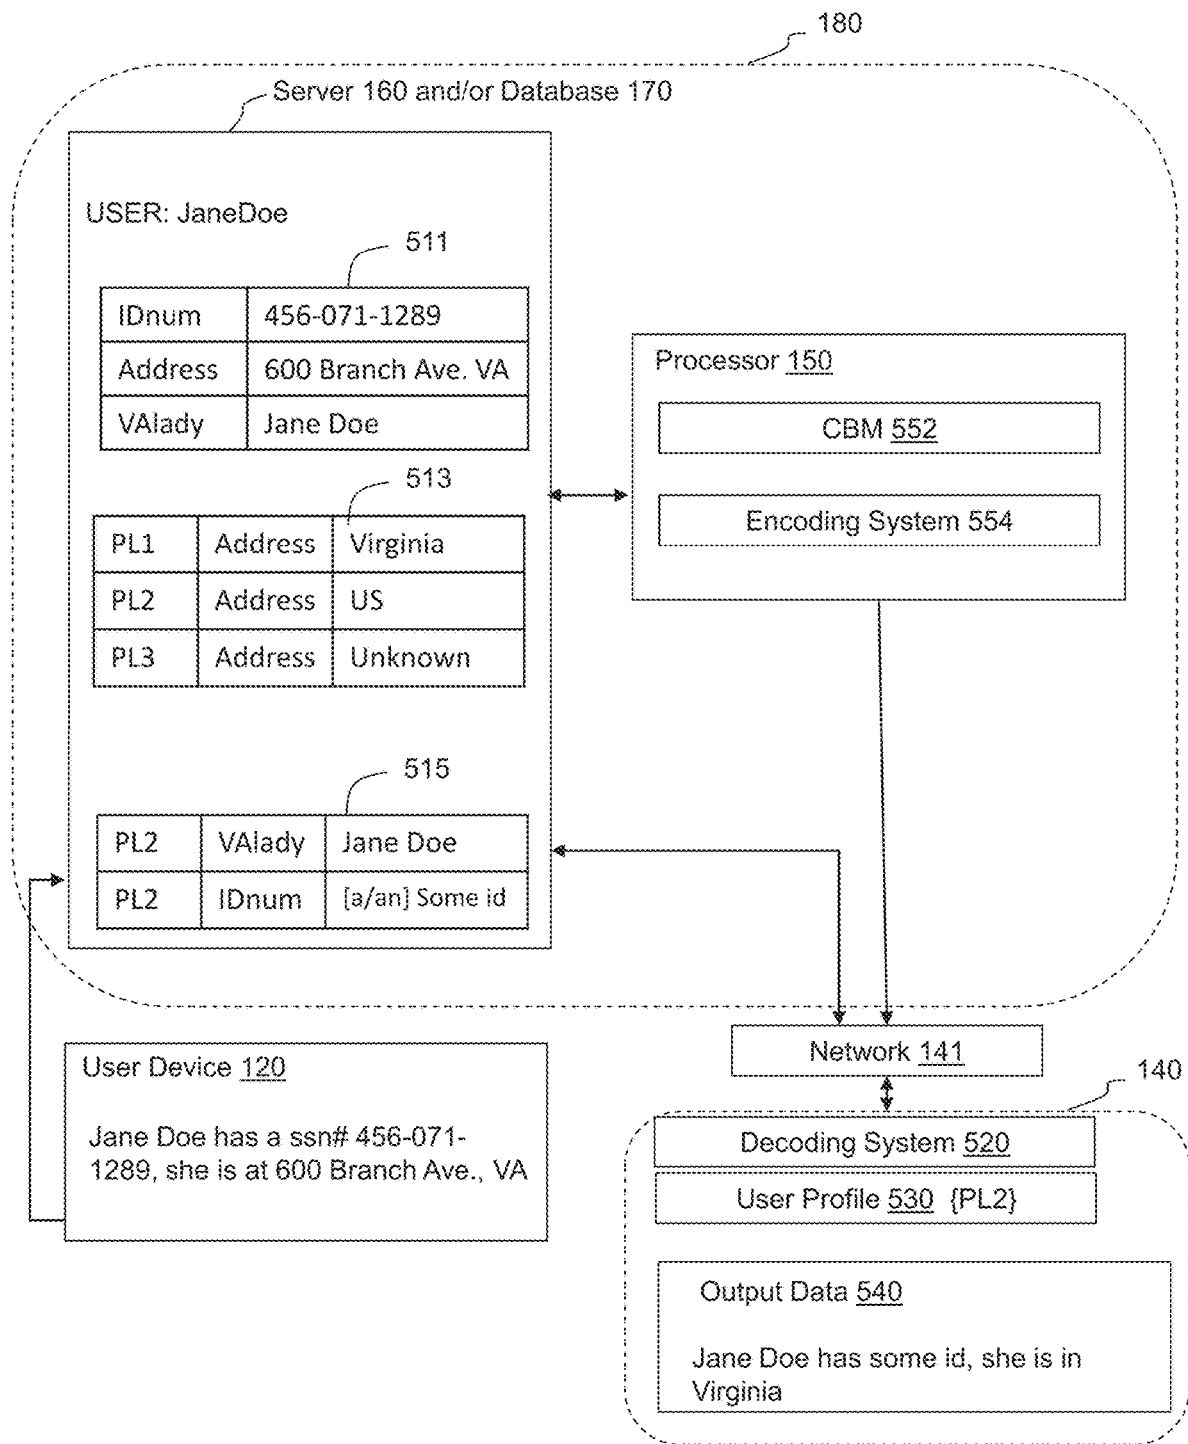 180
Server 160 and/or Database 170
USER: JaneDoe
511
IDnum 456-071-1289
Address 600 Branch Ave. VA
VAlady Jane Doe
513
PL1 Address Virginia
PL2 Address US
PL3 Address Unknown
515
PL2 VAlady Jane Doe
PL2 IDnum [a/an] Some id
Processor 150
CBM 552
Encoding System 554
User Device 120
Jane Doe has a ssn# 456-071-
1289, she is at 600 Branch Ave., VA
Network 141
140
Decoding System 520
User Profile 530 {PL2}
Output Data 540
Jane Doe has some id, she is in
Virginia